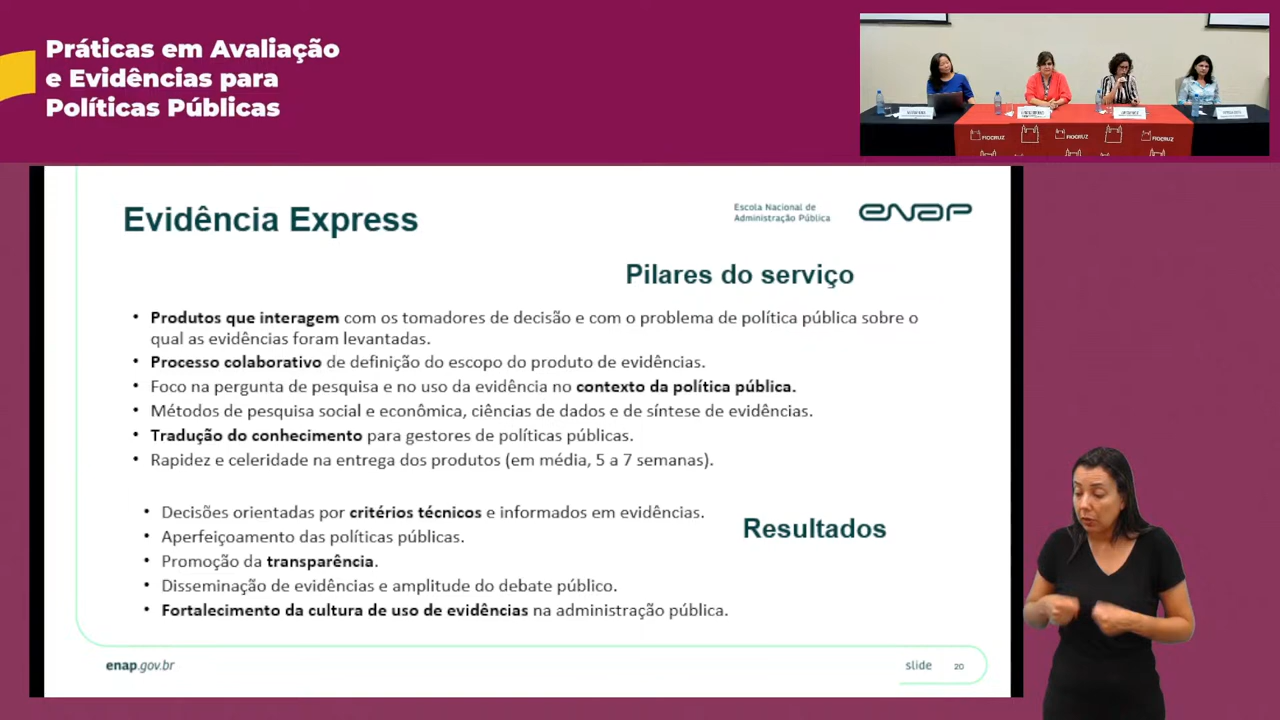 Práticas em Avaliação
e Evidências para
Políticas Públicas
FIOCRUZ
FIOCRUZ
FIOCRUZ
Evidência Express
Escola Nacional de
Administração Pública
enap
Pilares do serviço
• Produtos que interagem com os tomadores de decisão e com o problema de política pública sobre o
qual as evidências foram levantadas.
• Processo colaborativo de definição do escopo do produto de evidências.
• Foco na pergunta de pesquisa e no uso da evidência no contexto da política pública.
• Métodos de pesquisa social e econômica, ciências de dados e de síntese de evidências.
• Tradução do conhecimento para gestores de políticas públicas.
• Rapidez e celeridade na entrega dos produtos (em média, 5 a 7 semanas).
• Decisões orientadas por critérios técnicos e informados em evidências.
Resultados
• Aperfeiçoamento das políticas públicas.
• Promoção da transparência.
• Disseminação de evidências e amplitude do debate público.
• Fortalecimento da cultura de uso de evidências na administração pública.
enap.gov.br
slide 20